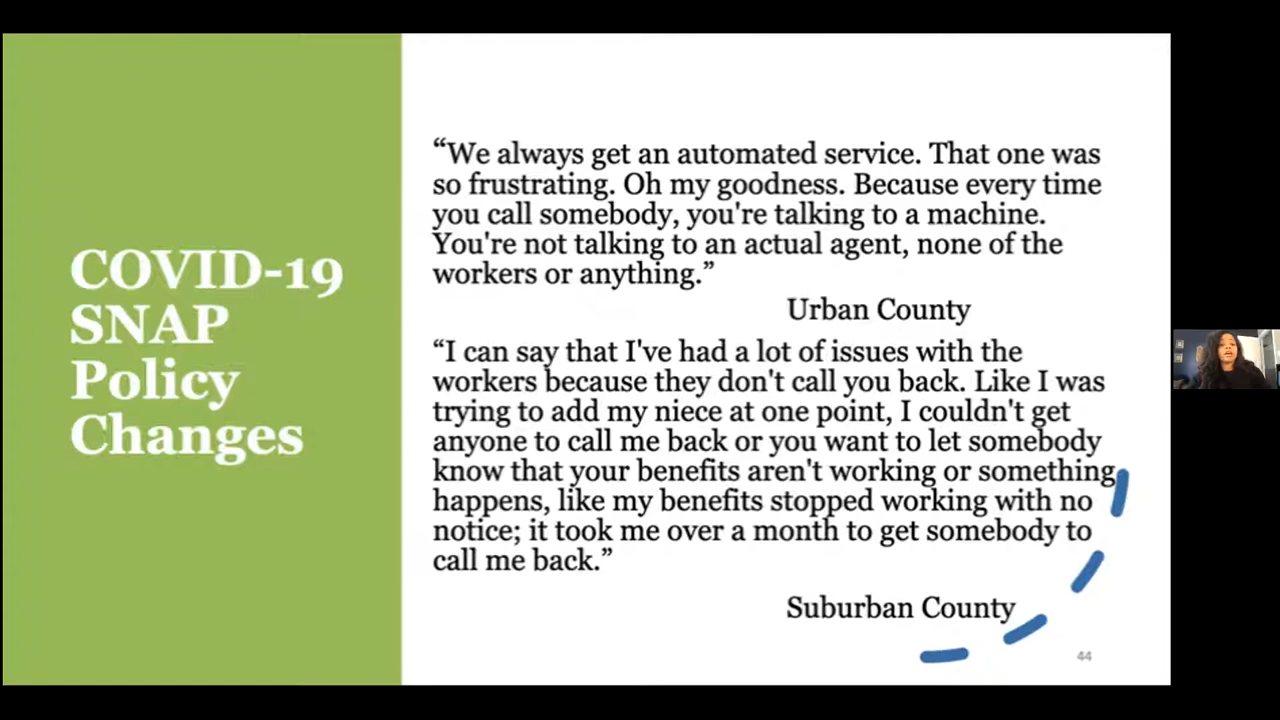 COVID-19
SNAP
Policy
Changes
“We always get an automated service. That one was
so frustrating. Oh my goodness. Because every time
you call somebody, you're talking to a machine.
You're not talking to an actual agent, none of the
workers or anything.”
Urban County
“I can say that I've had a lot of issues with the
workers because they don't call you back. Like I was
trying to add my niece at one point, I couldn't get
anyone to call me back or you want to let somebody
know that your benefits aren't working or something
happens, like my benefits stopped working with no
notice; it took me over a month to get somebody to
call me back.”
Suburban County
44